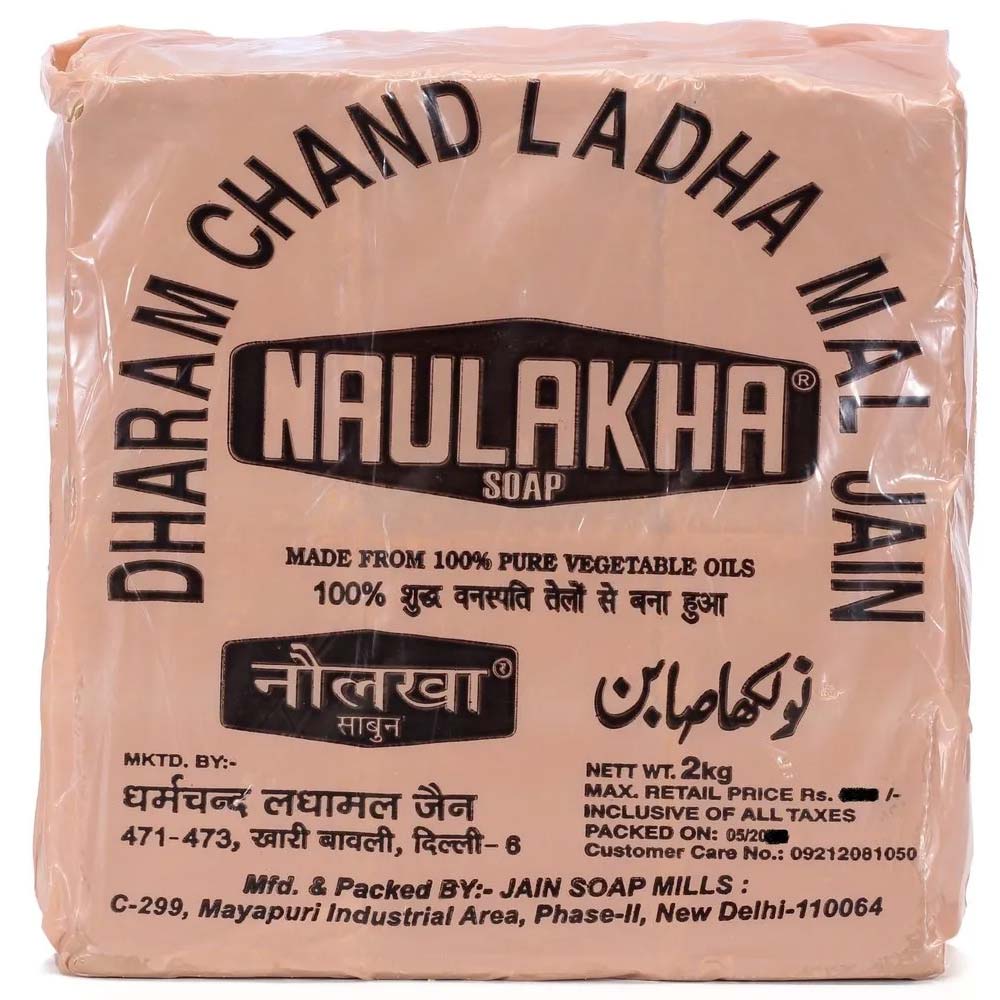 DHARAM CHAND LADHA MAL JAIN
NAULAKHA®
SOAP
MADE FROM 100% PURE VEGETABLE OILS
100% शुद्ध वनस्पति तेलों से बना हुआ
नौलखा®
साबुन
نولکھا صابن
MKTD. BY:-
धर्मचन्द लधामल जैन
471-473, खारी बावली, दिल्ली-6
NETT WT. 2kg
MAX. RETAIL PRICE Rs. /-
INCLUSIVE OF ALL TAXES
PACKED ON: 05/20
Customer Care No.: 09212081050
Mfd. & Packed BY:- JAIN SOAP MILLS :
C-299, Mayapuri Industrial Area, Phase-II, New Delhi-110064